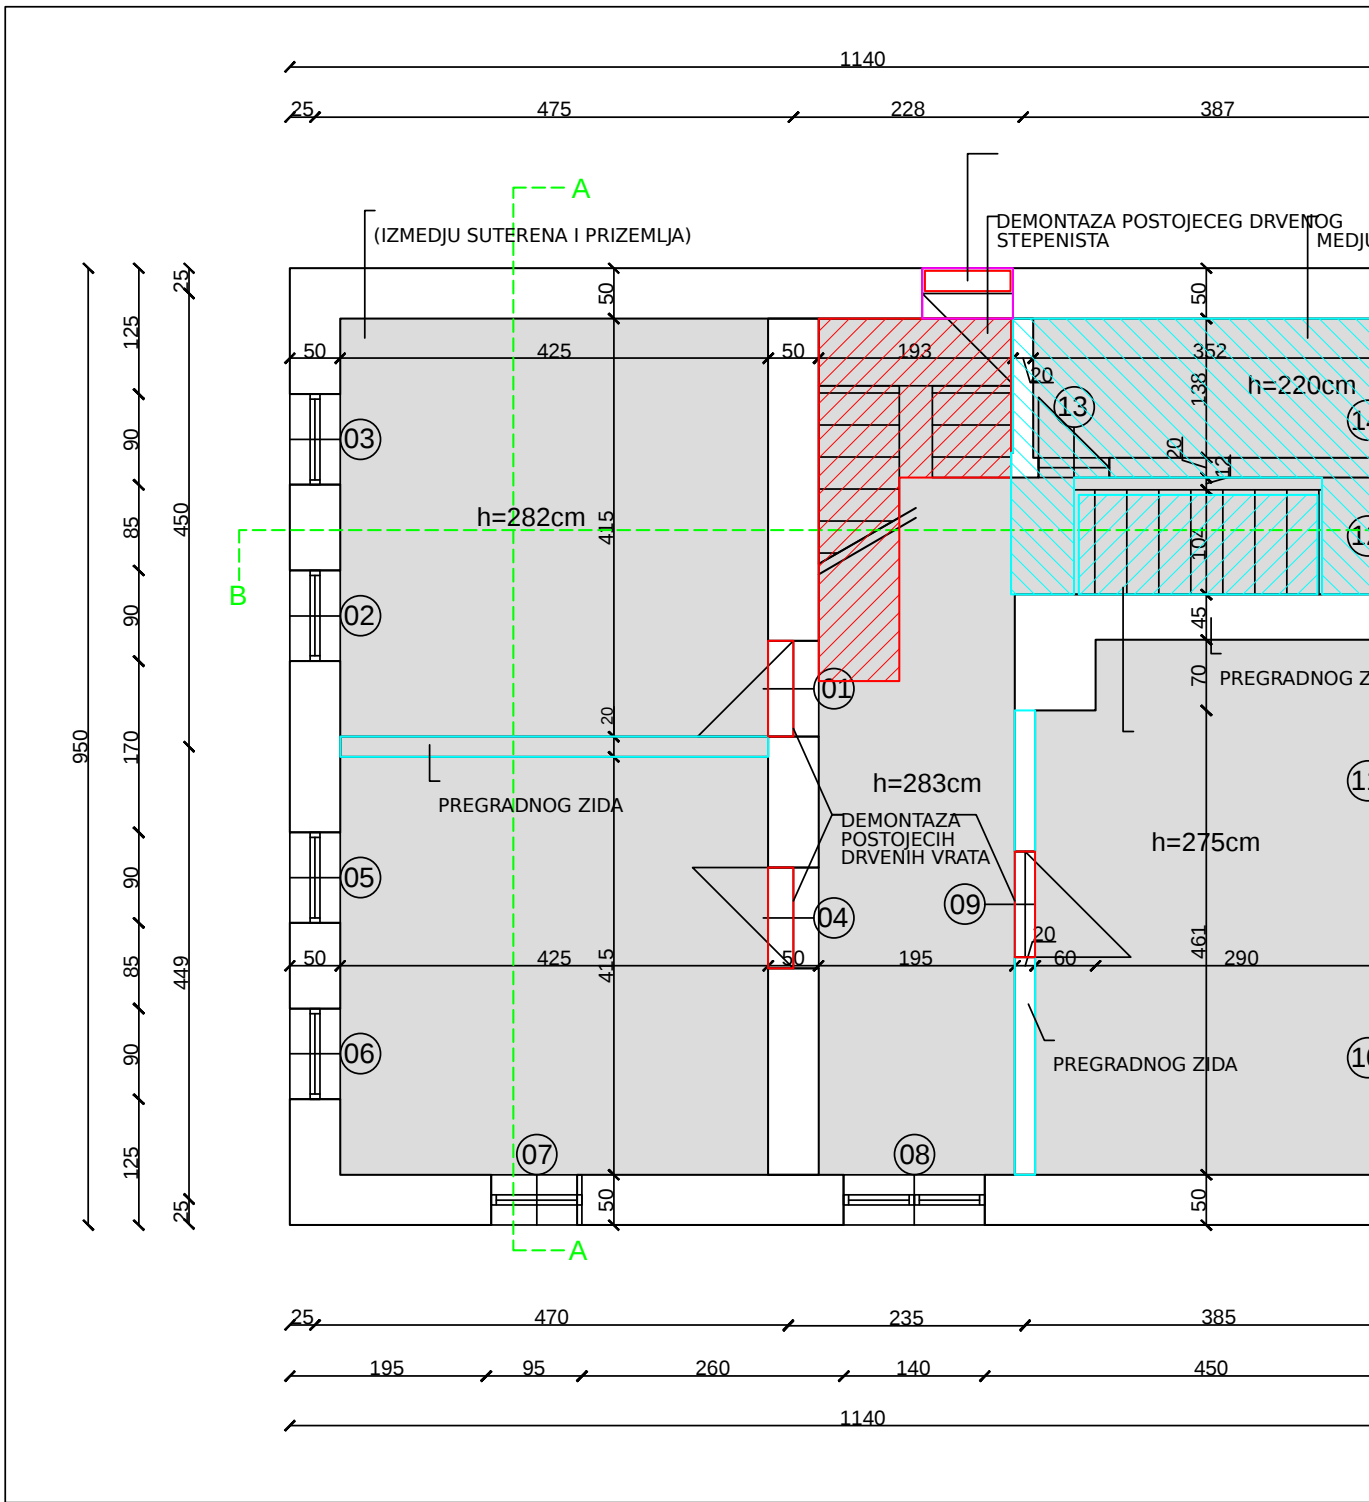 1140
25 475 228 387
A
(IZMEDJU SUTERENA I PRIZEMLJA)
DEMONTAZA POSTOJECEG DRVENOG
STEPENISTA
MEDJU
25
125
50
50
50 425 50 193 352
20
138
h=220cm
13
03
90
20
12
450
h=282cm
415
85
104
B
02
90
45
01
70
PREGRADNOG Z
20
950
170
PREGRADNOG ZIDA
h=283cm
DEMONTAZA
POSTOJECIH
DRVENIH VRATA
h=275cm
05
90
04
09
20
461
449
85
50 425 415 50 195 60 290
06
90
PREGRADNOG ZIDA
125
07
08
25
50
50
A
25 470 235 385
195 95 260 140 450
1140